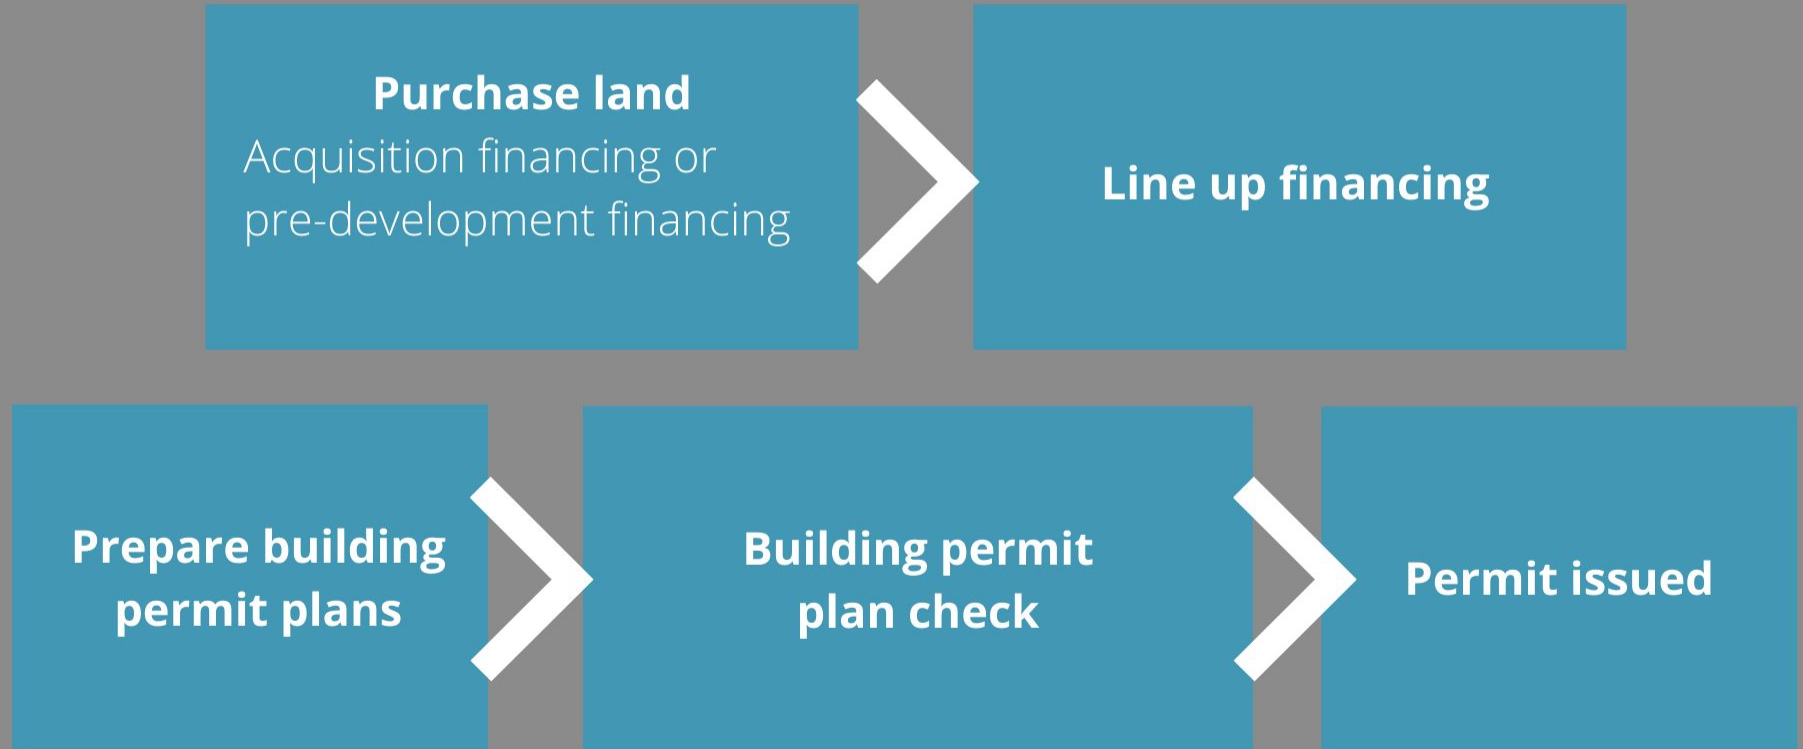 Purchase land
Acquisition financing or
pre-development financing
Line up financing
Prepare building
permit plans
Building permit
plan check
Permit issued